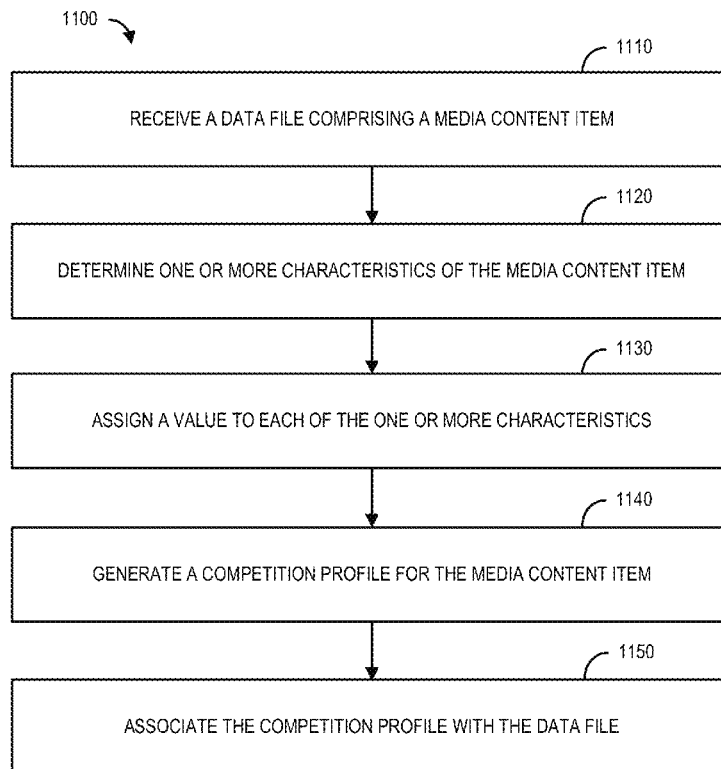 1100
1110
RECEIVE A DATA FILE COMPRISING A MEDIA CONTENT ITEM
1120
DETERMINE ONE OR MORE CHARACTERISTICS OF THE MEDIA CONTENT ITEM
1130
ASSIGN A VALUE TO EACH OF THE ONE OR MORE CHARACTERISTICS
1140
GENERATE A COMPETITION PROFILE FOR THE MEDIA CONTENT ITEM
1150
ASSOCIATE THE COMPETITION PROFILE WITH THE DATA FILE